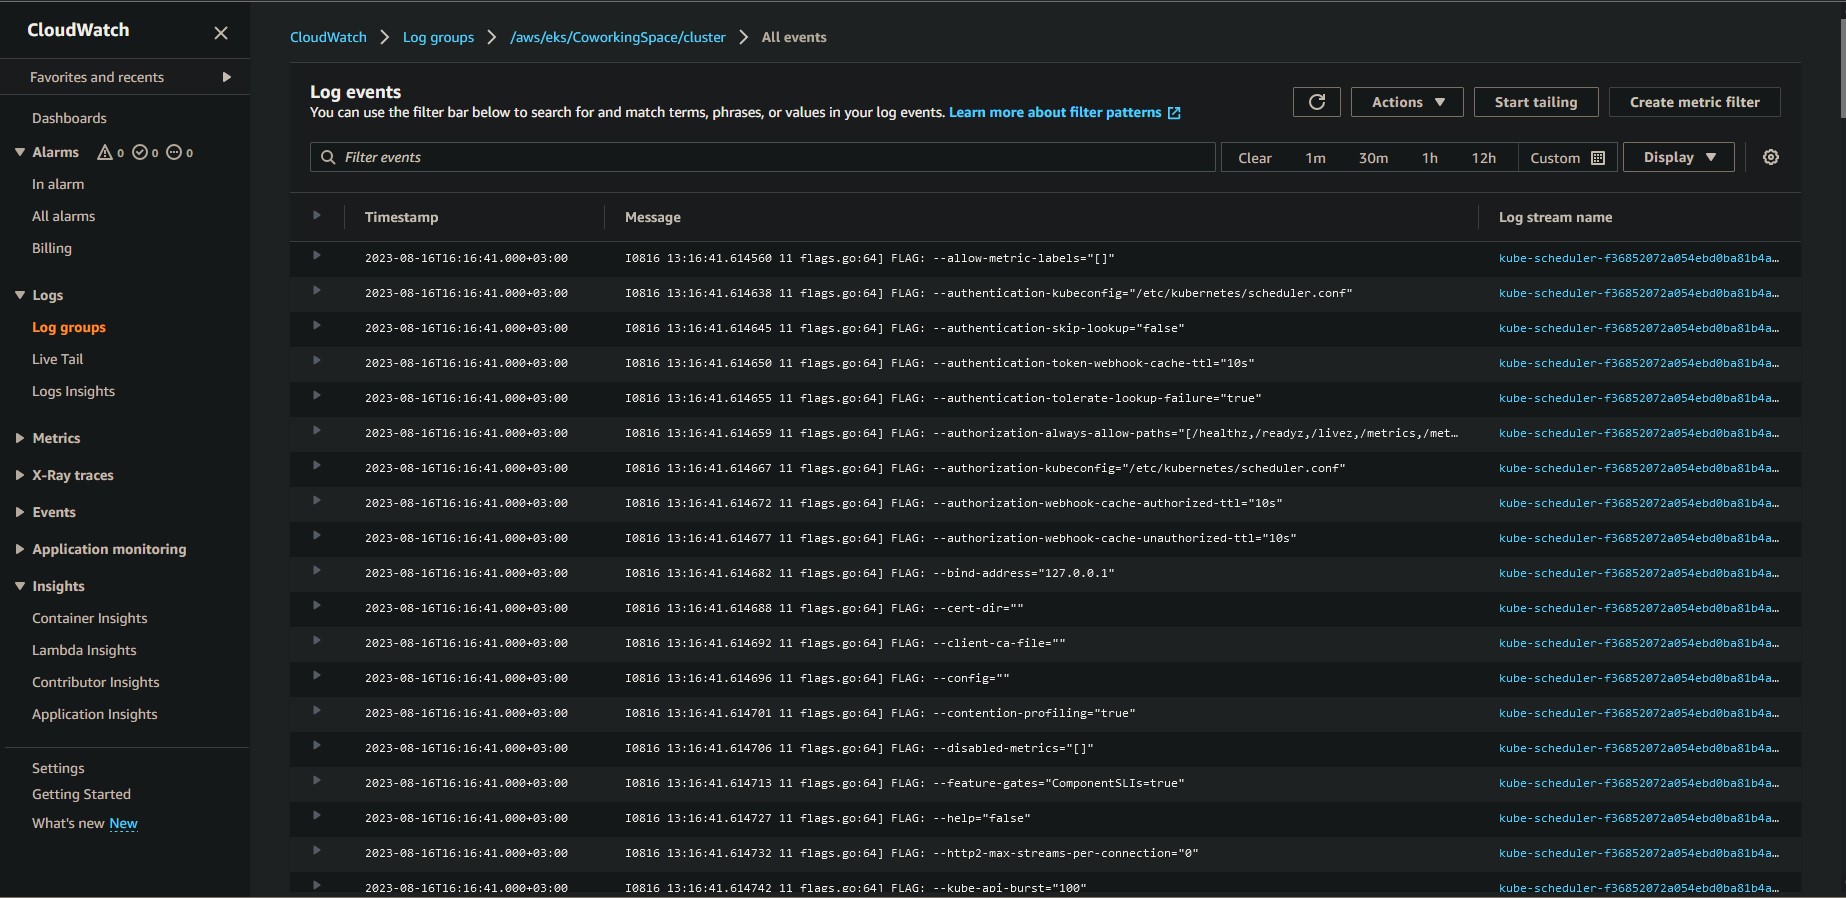 CloudWatch
Favorites and recents
Dashboards
Alarms 0 0 0
In alarm
All alarms
Billing
Logs
Log groups
Live Tail
Logs Insights
Metrics
X-Ray traces
Events
Application monitoring
Insights
Container Insights
Lambda Insights
Contributor Insights
Application Insights
Settings
Getting Started
What's new New
CloudWatch > Log groups > /aws/eks/CoworkingSpace/cluster > All events
Log events
You can use the filter bar below to search for and match terms, phrases, or values in your log events. Learn more about filter patterns
Actions Start tailing Create metric filter
Filter events Clear 1m 30m 1h 12h Custom Display
Timestamp Message Log stream name
2023-08-16T16:16:41.000+03:00 I0816 13:16:41.614560 11 flags.go:64] FLAG: --allow-metric-labels="[]" kube-scheduler-f36852072a054ebd0ba81b4a…
2023-08-16T16:16:41.000+03:00 I0816 13:16:41.614638 11 flags.go:64] FLAG: --authentication-kubeconfig="/etc/kubernetes/scheduler.conf" kube-scheduler-f36852072a054ebd0ba81b4a…
2023-08-16T16:16:41.000+03:00 I0816 13:16:41.614645 11 flags.go:64] FLAG: --authentication-skip-lookup="false" kube-scheduler-f36852072a054ebd0ba81b4a…
2023-08-16T16:16:41.000+03:00 I0816 13:16:41.614650 11 flags.go:64] FLAG: --authentication-token-webhook-cache-ttl="10s" kube-scheduler-f36852072a054ebd0ba81b4a…
2023-08-16T16:16:41.000+03:00 I0816 13:16:41.614655 11 flags.go:64] FLAG: --authentication-tolerate-lookup-failure="true" kube-scheduler-f36852072a054ebd0ba81b4a…
2023-08-16T16:16:41.000+03:00 I0816 13:16:41.614659 11 flags.go:64] FLAG: --authorization-always-allow-paths="[/healthz,/readyz,/livez,/metrics,/met… kube-scheduler-f36852072a054ebd0ba81b4a…
2023-08-16T16:16:41.000+03:00 I0816 13:16:41.614667 11 flags.go:64] FLAG: --authorization-kubeconfig="/etc/kubernetes/scheduler.conf" kube-scheduler-f36852072a054ebd0ba81b4a…
2023-08-16T16:16:41.000+03:00 I0816 13:16:41.614672 11 flags.go:64] FLAG: --authorization-webhook-cache-authorized-ttl="10s" kube-scheduler-f36852072a054ebd0ba81b4a…
2023-08-16T16:16:41.000+03:00 I0816 13:16:41.614677 11 flags.go:64] FLAG: --authorization-webhook-cache-unauthorized-ttl="10s" kube-scheduler-f36852072a054ebd0ba81b4a…
2023-08-16T16:16:41.000+03:00 I0816 13:16:41.614682 11 flags.go:64] FLAG: --bind-address="127.0.0.1" kube-scheduler-f36852072a054ebd0ba81b4a…
2023-08-16T16:16:41.000+03:00 I0816 13:16:41.614688 11 flags.go:64] FLAG: --cert-dir="" kube-scheduler-f36852072a054ebd0ba81b4a…
2023-08-16T16:16:41.000+03:00 I0816 13:16:41.614692 11 flags.go:64] FLAG: --client-ca-file="" kube-scheduler-f36852072a054ebd0ba81b4a…
2023-08-16T16:16:41.000+03:00 I0816 13:16:41.614696 11 flags.go:64] FLAG: --config="" kube-scheduler-f36852072a054ebd0ba81b4a…
2023-08-16T16:16:41.000+03:00 I0816 13:16:41.614701 11 flags.go:64] FLAG: --contention-profiling="true" kube-scheduler-f36852072a054ebd0ba81b4a…
2023-08-16T16:16:41.000+03:00 I0816 13:16:41.614706 11 flags.go:64] FLAG: --disabled-metrics="[]" kube-scheduler-f36852072a054ebd0ba81b4a…
2023-08-16T16:16:41.000+03:00 I0816 13:16:41.614713 11 flags.go:64] FLAG: --feature-gates="ComponentSLIs=true" kube-scheduler-f36852072a054ebd0ba81b4a…
2023-08-16T16:16:41.000+03:00 I0816 13:16:41.614727 11 flags.go:64] FLAG: --help="false" kube-scheduler-f36852072a054ebd0ba81b4a…
2023-08-16T16:16:41.000+03:00 I0816 13:16:41.614732 11 flags.go:64] FLAG: --http2-max-streams-per-connection="0" kube-scheduler-f36852072a054ebd0ba81b4a…
2023-08-16T16:16:41.000+03:00 I0816 13:16:41.614742 11 flags.go:64] FLAG: --kube-api-burst="100" kube-scheduler-f36852072a054ebd0ba81b4a…